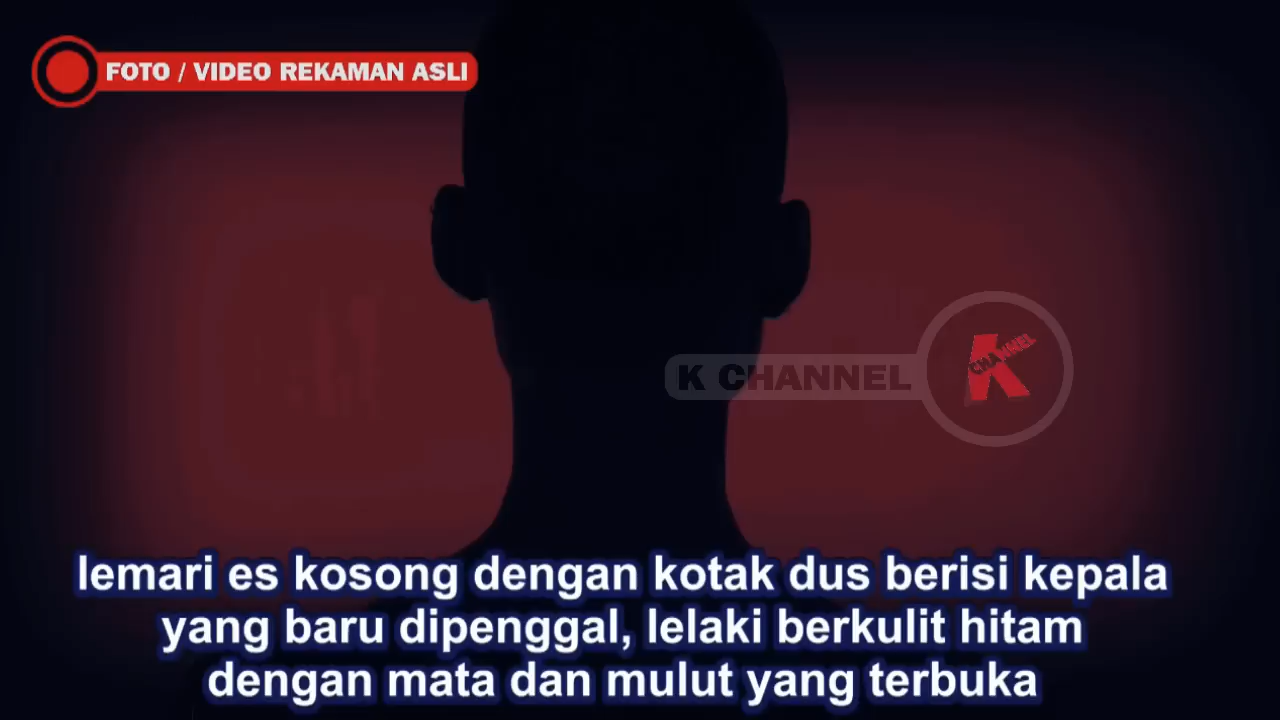 FOTO / VIDEO REKAMAN ASLI
K CHANNEL
K
CHANNEL
lemari es kosong dengan kotak dus berisi kepala
yang baru dipenggal, lelaki berkulit hitam
dengan mata dan mulut yang terbuka